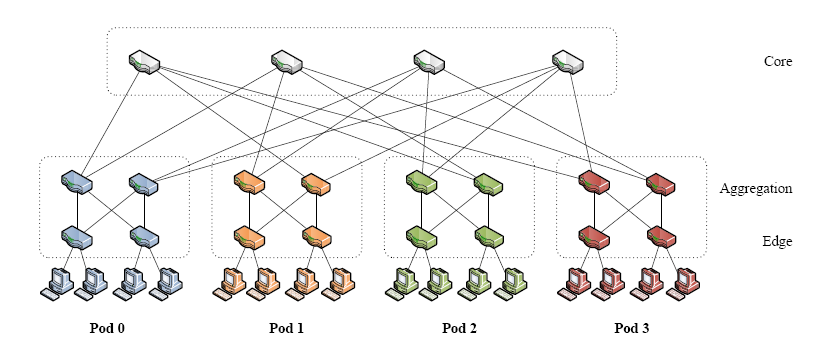 Core
Aggregation
Edge
Pod 0
Pod 1
Pod 2
Pod 3